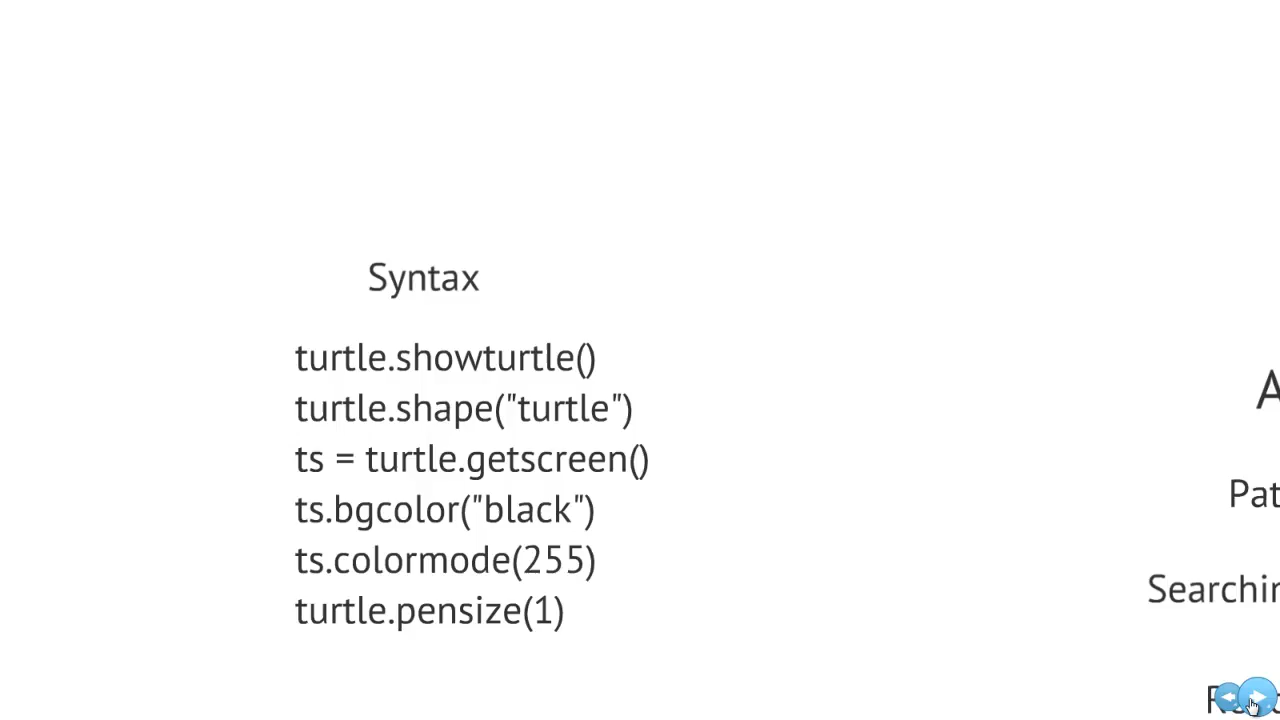 Syntax
turtle.showturtle()
turtle.shape("turtle")
ts = turtle.getscreen()
ts.bgcolor("black")
ts.colormode(255)
turtle.pensize(1)